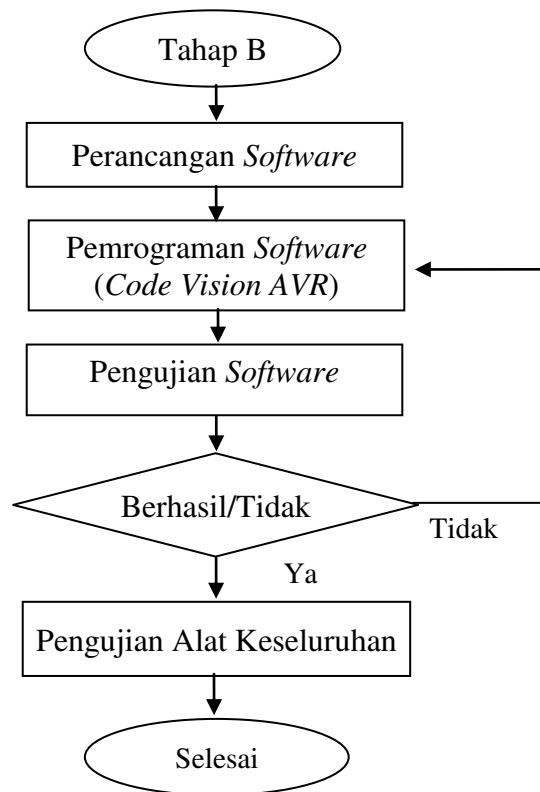 Tahap B
Perancangan Software
Pemrograman Software
(Code Vision AVR)
Pengujian Software
Berhasil/Tidak
Tidak
Ya
Pengujian Alat Keseluruhan
Selesai